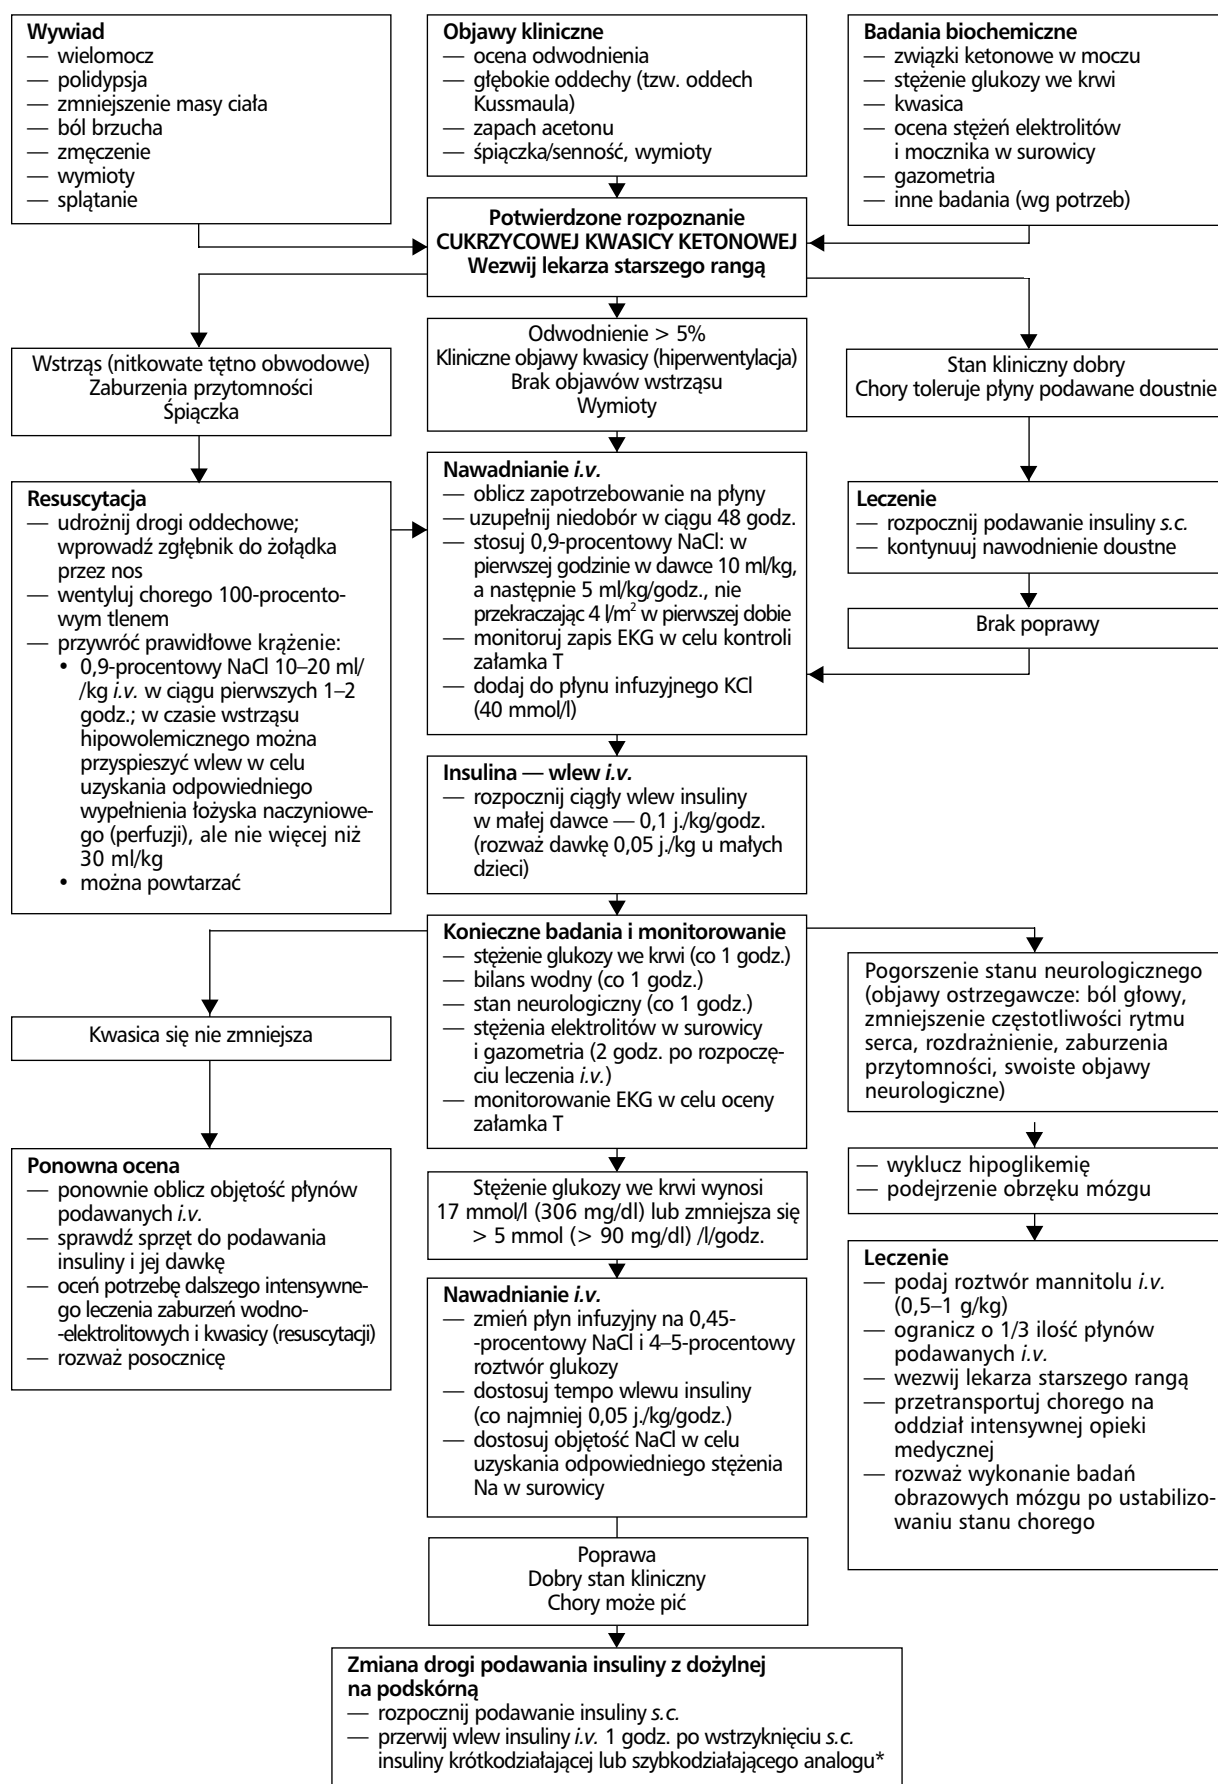 Wywiad
— wielomocz
— polidypsja
— zmniejszenie masy ciała
— ból brzucha
— zmęczenie
— wymioty
— splątanie
Objawy kliniczne
— ocena odwodnienia
— głębokie oddechy (tzw. oddech
Kussmaula)
— zapach acetonu
— śpiączka/senność, wymioty
Badania biochemiczne
— związki ketonowe w moczu
— stężenie glukozy we krwi
— kwasica
— ocena stężeń elektrolitów
i mocznika w surowicy
— gazometria
— inne badania (wg potrzeb)
Potwierdzone rozpoznanie
CUKRZYCOWEJ KWASICY KETONOWEJ
Wezwij lekarza starszego rangą
Wstrząs (nitkowate tętno obwodowe)
Zaburzenia przytomności
Śpiączka
Odwodnienie > 5%
Kliniczne objawy kwasicy (hiperwentylacja)
Brak objawów wstrząsu
Wymioty
Stan kliniczny dobry
Chory toleruje płyny podawane doustnie
Resuscytacja
— udrożnij drogi oddechowe;
wprowadź zgłębnik do żołądka
przez nos
— wentyluj chorego 100-procento-
wym tlenem
— przywróć prawidłowe krążenie:
• 0,9-procentowy NaCl 10–20 ml/
/kg i.v. w ciągu pierwszych 1–2
godz.; w czasie wstrząsu
hipowolemicznego można
przyspieszyć wlew w celu
uzyskania odpowiedniego
wypełnienia łożyska naczyniowe-
go (perfuzji), ale nie więcej niż
30 ml/kg
• można powtarzać
Nawadnianie i.v.
— oblicz zapotrzebowanie na płyny
— uzupełnij niedobór w ciągu 48 godz.
— stosuj 0,9-procentowy NaCl: w
pierwszej godzinie w dawce 10 ml/kg,
a następnie 5 ml/kg/godz., nie
przekraczając 4 l/m² w pierwszej dobie
— monitoruj zapis EKG w celu kontroli
załamka T
— dodaj do płynu infuzyjnego KCl
(40 mmol/l)
Leczenie
— rozpocznij podawanie insuliny s.c.
— kontynuuj nawodnienie doustne
Brak poprawy
Insulina — wlew i.v.
— rozpocznij ciągły wlew insuliny
w małej dawce — 0,1 j./kg/godz.
(rozważ dawkę 0,05 j./kg u małych
dzieci)
Konieczne badania i monitorowanie
— stężenie glukozy we krwi (co 1 godz.)
— bilans wodny (co 1 godz.)
— stan neurologiczny (co 1 godz.)
— stężenia elektrolitów w surowicy
i gazometria (2 godz. po rozpoczę-
ciu leczenia i.v.)
— monitorowanie EKG w celu oceny
załamka T
Kwasica się nie zmniejsza
Pogorszenie stanu neurologicznego
(objawy ostrzegawcze: ból głowy,
zmniejszenie częstotliwości rytmu
serca, rozdrażnienie, zaburzenia
przytomności, swoiste objawy
neurologiczne)
Ponowna ocena
— ponownie oblicz objętość płynów
podawanych i.v.
— sprawdź sprzęt do podawania
insuliny i jej dawkę
— oceń potrzebę dalszego intensywne-
go leczenia zaburzeń wodno-
-elektrolitowych i kwasicy (resuscytacji)
— rozważ posocznicę
Stężenie glukozy we krwi wynosi
17 mmol/l (306 mg/dl) lub zmniejsza się
> 5 mmol (> 90 mg/dl) /l/godz.
— wyklucz hipoglikemię
— podejrzenie obrzęku mózgu
Nawadnianie i.v.
— zmień płyn infuzyjny na 0,45-
-procentowy NaCl i 4–5-procentowy
roztwór glukozy
— dostosuj tempo wlewu insuliny
(co najmniej 0,05 j./kg/godz.)
— dostosuj objętość NaCl w celu
uzyskania odpowiedniego stężenia
Na w surowicy
Leczenie
— podaj roztwór mannitolu i.v.
(0,5–1 g/kg)
— ogranicz o 1/3 ilość płynów
podawanych i.v.
— wezwij lekarza starszego rangą
— przetransportuj chorego na
oddział intensywnej opieki
medycznej
— rozważ wykonanie badań
obrazowych mózgu po ustabilizo-
waniu stanu chorego
Poprawa
Dobry stan kliniczny
Chory może pić
Zmiana drogi podawania insuliny z dożylnej
na podskórną
— rozpocznij podawanie insuliny s.c.
— przerwij wlew insuliny i.v. 1 godz. po wstrzyknięciu s.c.
insuliny krótkodziałającej lub szybkodziałającego analogu*